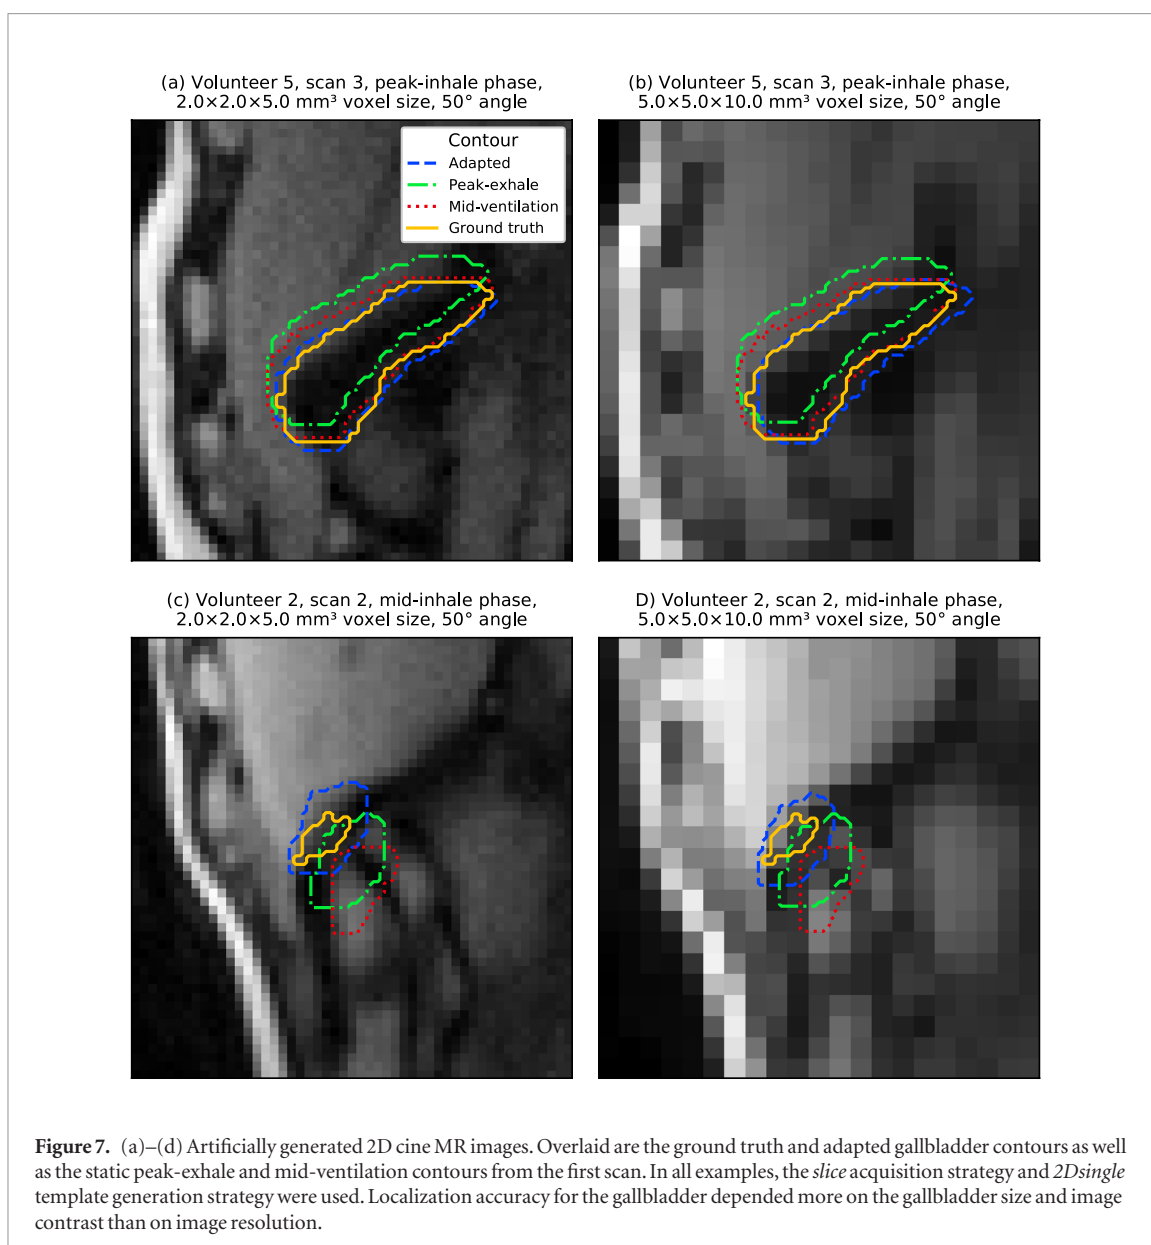 (a) Volunteer 5, scan 3, peak-inhale phase,
2.0×2.0×5.0 mm³ voxel size, 50° angle
(b) Volunteer 5, scan 3, peak-inhale phase,
5.0×5.0×10.0 mm³ voxel size, 50° angle
Contour
Adapted
Peak-exhale
Mid-ventilation
Ground truth
(c) Volunteer 2, scan 2, mid-inhale phase,
2.0×2.0×5.0 mm³ voxel size, 50° angle
D) Volunteer 2, scan 2, mid-inhale phase,
5.0×5.0×10.0 mm³ voxel size, 50° angle
Figure 7. (a)–(d) Artificially generated 2D cine MR images. Overlaid are the ground truth and adapted gallbladder contours as well
as the static peak-exhale and mid-ventilation contours from the first scan. In all examples, the slice acquisition strategy and 2Dsingle
template generation strategy were used. Localization accuracy for the gallbladder depended more on the gallbladder size and image
contrast than on image resolution.